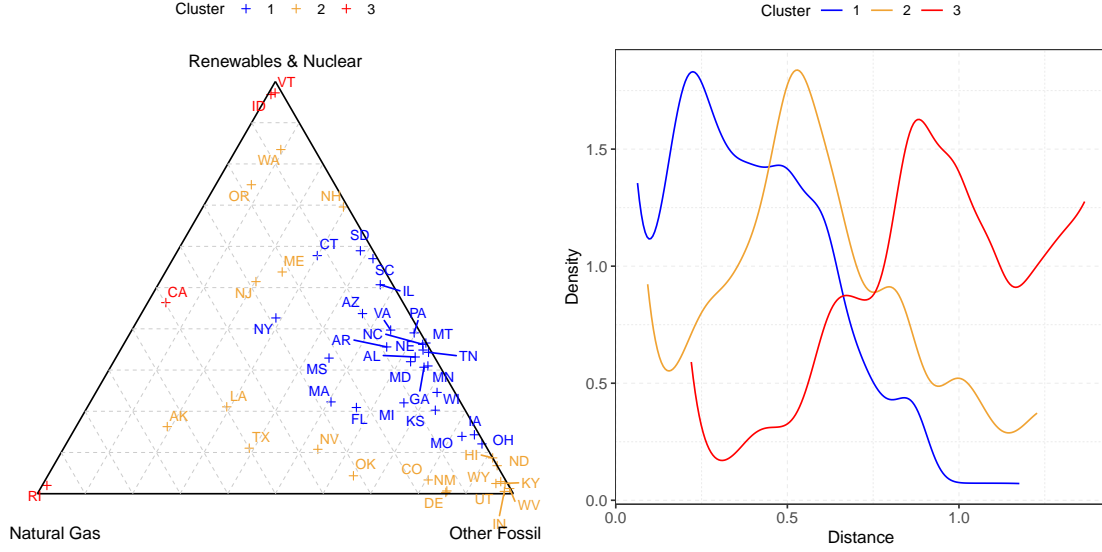 Cluster 1 2 3
Renewables & Nuclear
VT
ID
WA
OR
NH
SD
CT
SC
ME
IL
NJ
CA
AZ
VA
PA
NY
NC
MT
AR
NE
TN
AL
MS
MD
MN
MA
GA
WI
LA
MI
KS
FL
AK
IA
TX
NV
MO
OH
HI
ND
OK
CO
NM
WY
KY
RI
DE
UT
WV
IN
Natural Gas
Other Fossil
Cluster 1 2 3
Density
1.5
1.0
0.5
0.0
0.0 0.5 1.0
Distance